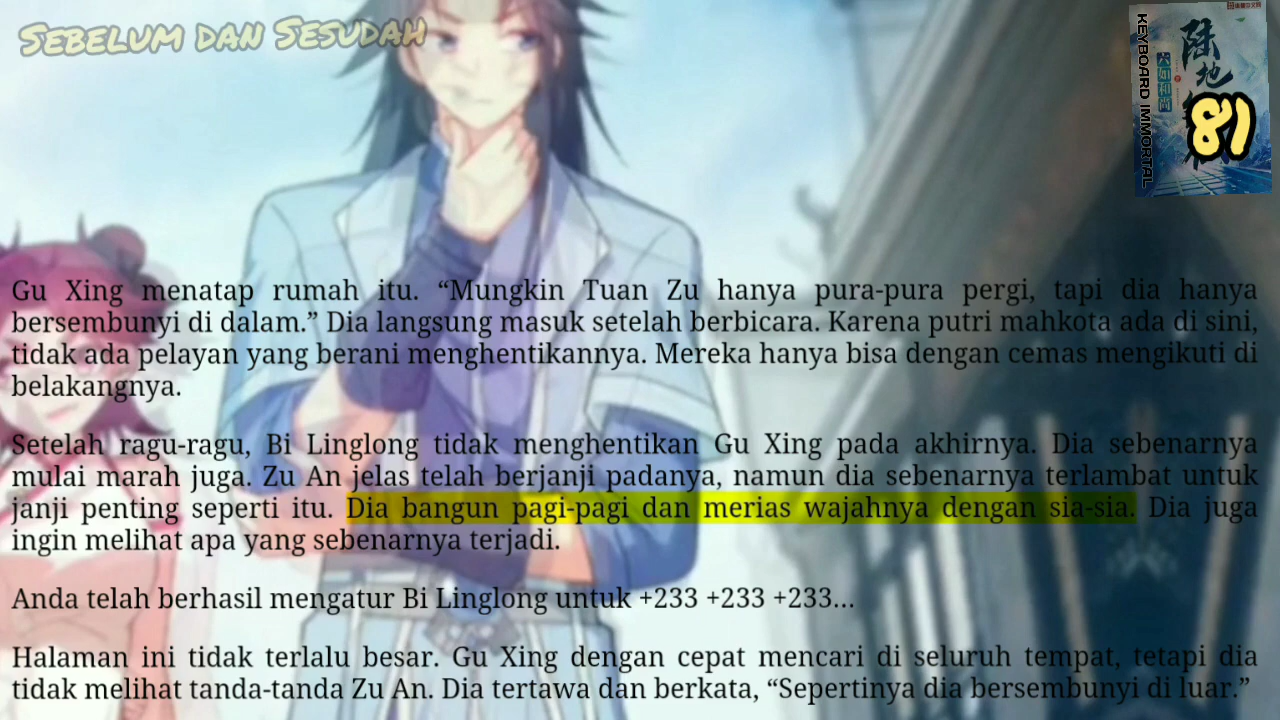 Sebelum dan Sesudah
KEYBOARD IMMORTAL
陆地
81
Gu Xing menatap rumah itu. “Mungkin Tuan Zu hanya pura-pura pergi, tapi dia hanya
bersembunyi di dalam.” Dia langsung masuk setelah berbicara. Karena putri mahkota ada di sini,
tidak ada pelayan yang berani menghentikannya. Mereka hanya bisa dengan cemas mengikuti di
belakangnya.
Setelah ragu-ragu, Bi Linglong tidak menghentikan Gu Xing pada akhirnya. Dia sebenarnya
mulai marah juga. Zu An jelas telah berjanji padanya, namun dia sebenarnya terlambat untuk
janji penting seperti itu. Dia bangun pagi-pagi dan merias wajahnya dengan sia-sia. Dia juga
ingin melihat apa yang sebenarnya terjadi.
Anda telah berhasil mengatur Bi Linglong untuk +233 +233 +233…
Halaman ini tidak terlalu besar. Gu Xing dengan cepat mencari di seluruh tempat, tetapi dia
tidak melihat tanda-tanda Zu An. Dia tertawa dan berkata, “Sepertinya dia bersembunyi di luar.”